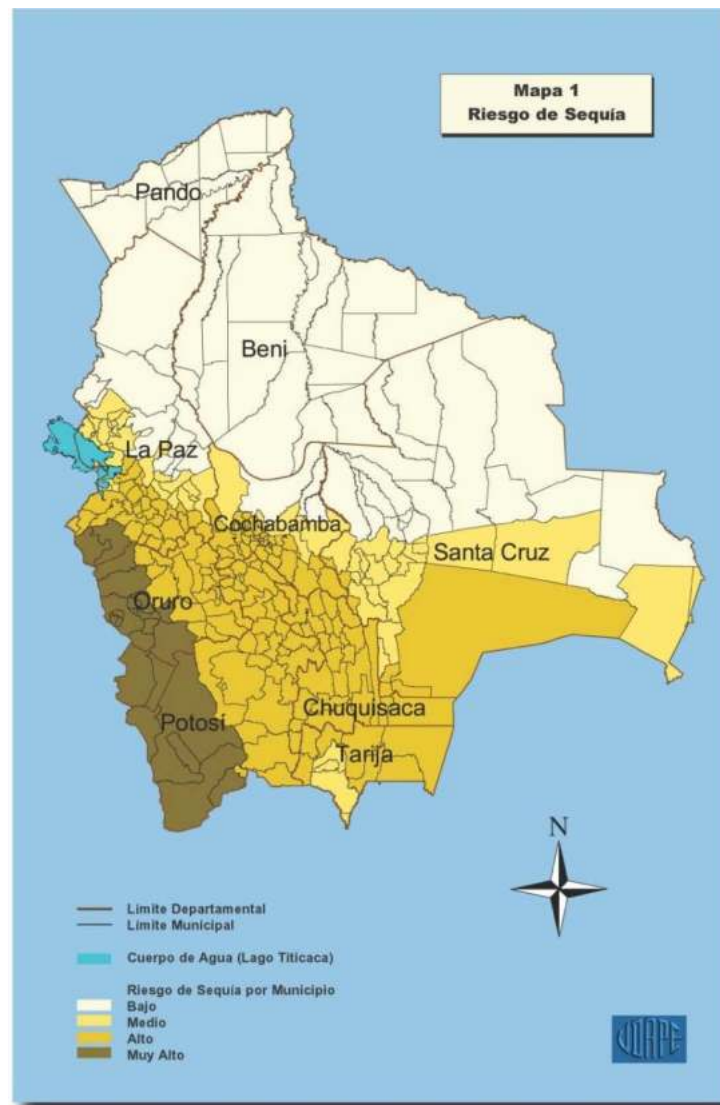 Mapa 1
Riesgo de Sequía
Pando
Beni
La Paz
Cochabamba
Santa Cruz
Oruro
Potosí
Chuquisaca
Tarija
N
Limite Departamental
Límite Municipal
Cuerpo de Agua (Lago Titicaca)
Riesgo de Sequía por Municipio
Bajo
Medio
Alto
Muy Alto